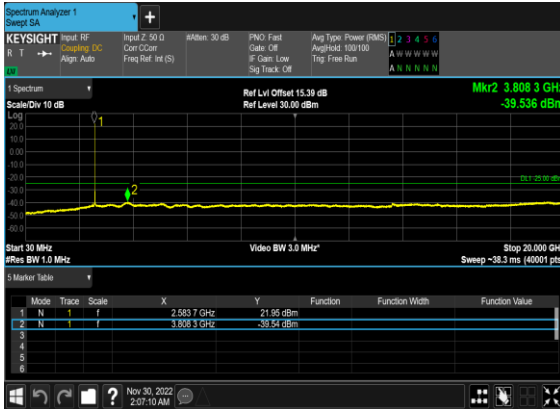 Spectrum Analyzer 1
Swept SA
+
KEYSIGHT Input: RF Input Z: 50 Ω #Atten: 30 dB PNO: Fast Avg Type: Power (RMS) 1 2 3 4 5 6
R T Coupling: DC Corr CCorr Gate: Off Avg|Hold: 100/100 A W W W W W
Align: Auto Freq Ref: Int (S) IF Gain: Low Trig: Free Run
Sig Track: Off A N N N N N
1 Spectrum
Scale/Div 10 dB
Ref Lvl Offset 15.39 dB
Ref Level 30.00 dBm
Mkr2 3.808 3 GHz
-39.536 dBm
Log
20.0
10.0
0.00
-10.0
-20.0
-30.0
-40.0
-50.0
-60.0
1
2
Start 30 MHz
#Res BW 1.0 MHz
Video BW 3.0 MHz*
Stop 20.000 GH
Sweep ~38.3 ms (40001 pts
5 Marker Table
Mode Trace Scale X Y Function Function Width Function Value
1 N 1 f 2.583 7 GHz 21.95 dBm
2 N 1 f 3.808 3 GHz -39.54 dBm
3
4
5
6
?
Nov 30, 2022
2:07:10 AM